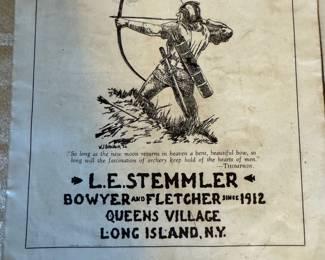 "So long as the new moon returns in heaven a bent, beautiful bow, so
long will the fascination of archery keep hold of the hearts of men."
—Thompson.
L.E.STEMMLER
BOWYER AND FLETCHER SINCE 1912
QUEENS VILLAGE
LONG ISLAND, N.Y.